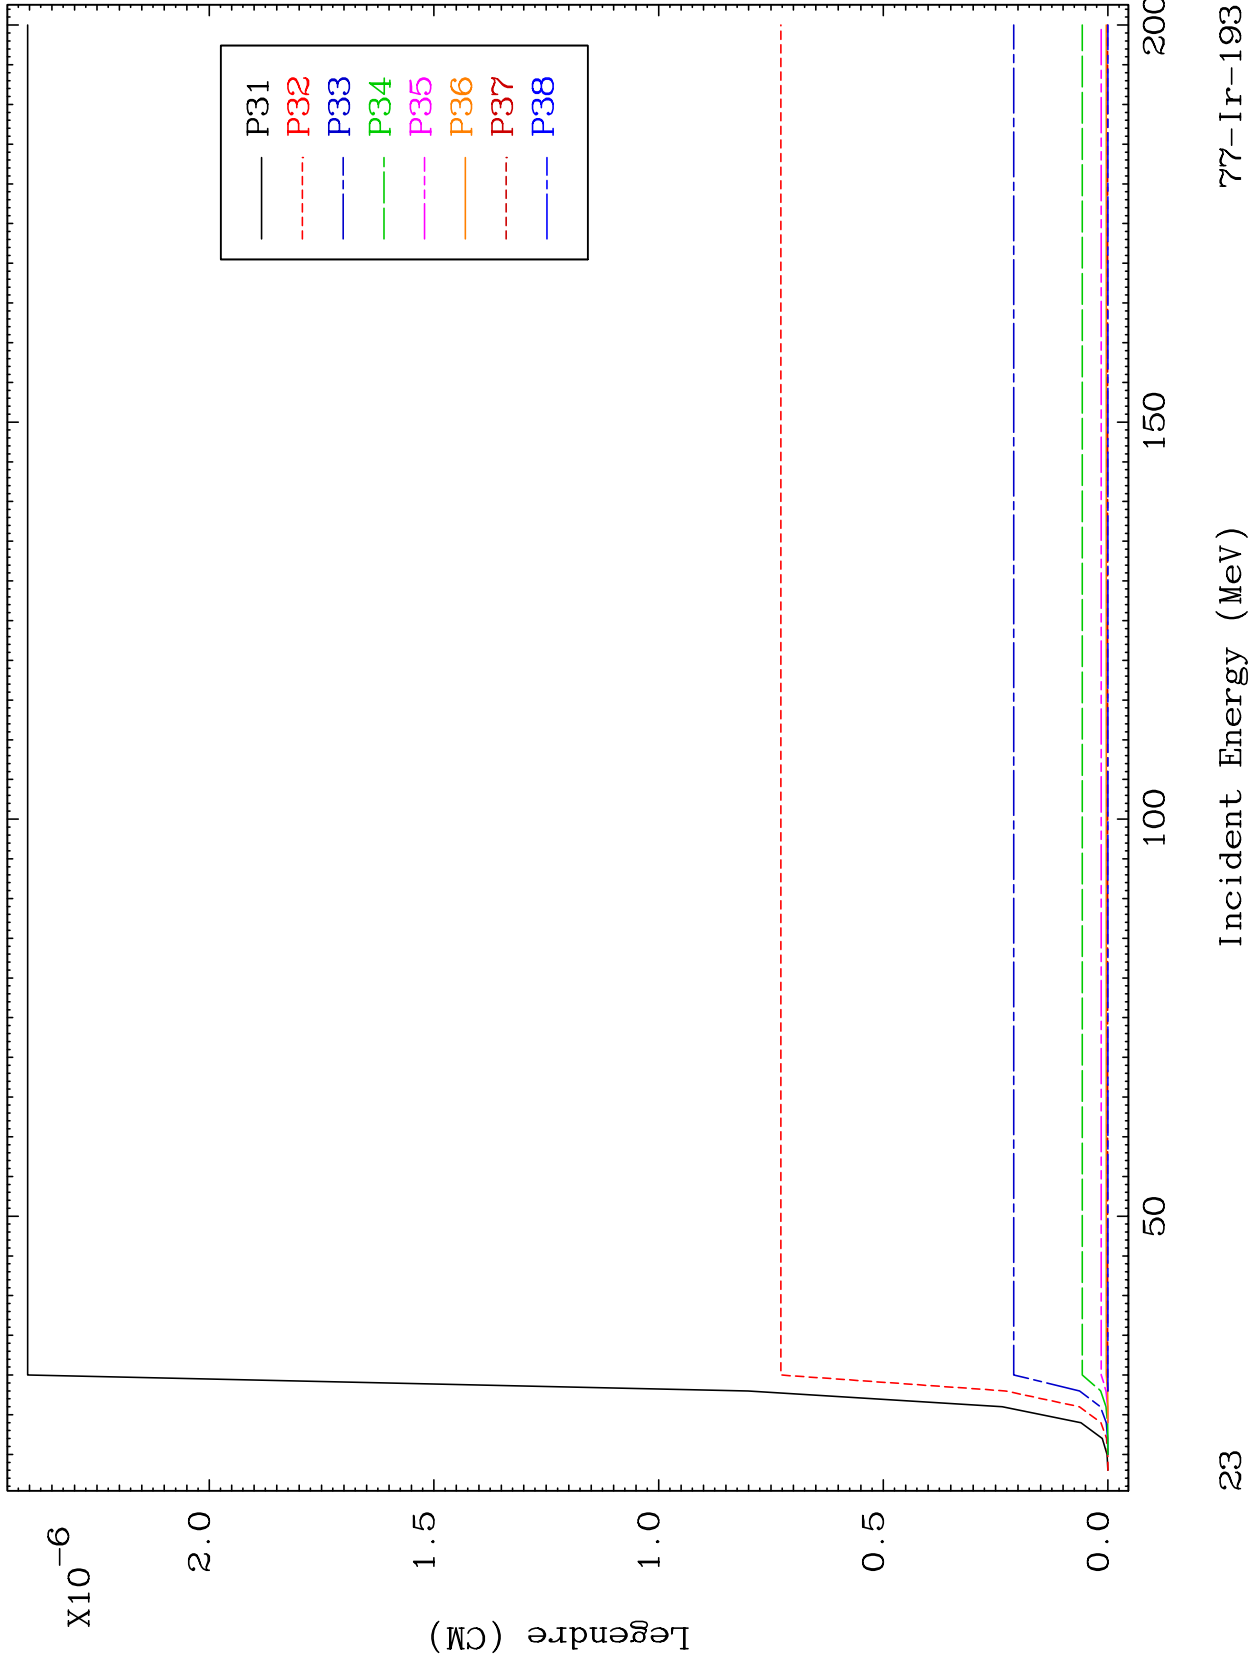 X10-6
2.0
1.5
1.0
0.5
0.0
Legendre (CM)
P31
P32
P33
P34
P35
P36
P37
P38
50
100
150
200
Incident Energy (MeV)
23
77-Ir-193